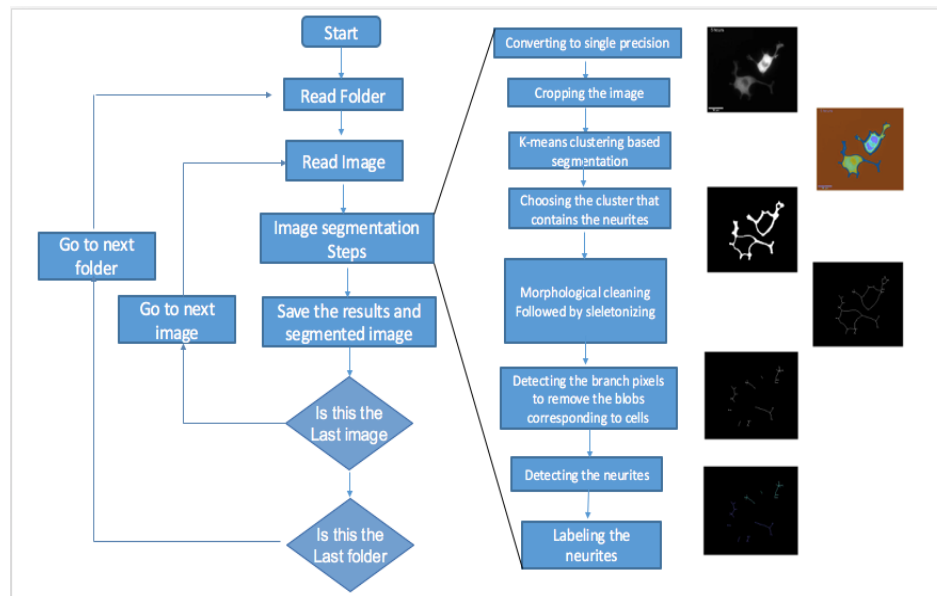 Start
Read Folder
Read Image
Image segmentation
Steps
Go to next
folder
Go to next
image
Save the results and
segmented image
Is this the
Last image
Is this the
Last folder
Converting to single precision
Cropping the image
K-means clustering based
segmentation
Choosing the cluster that
contains the neurites
Morphological cleaning
Followed by sleletonizing
Detecting the branch pixels
to remove the blobs
corresponding to cells
Detecting the neurites
Labeling the
neurites